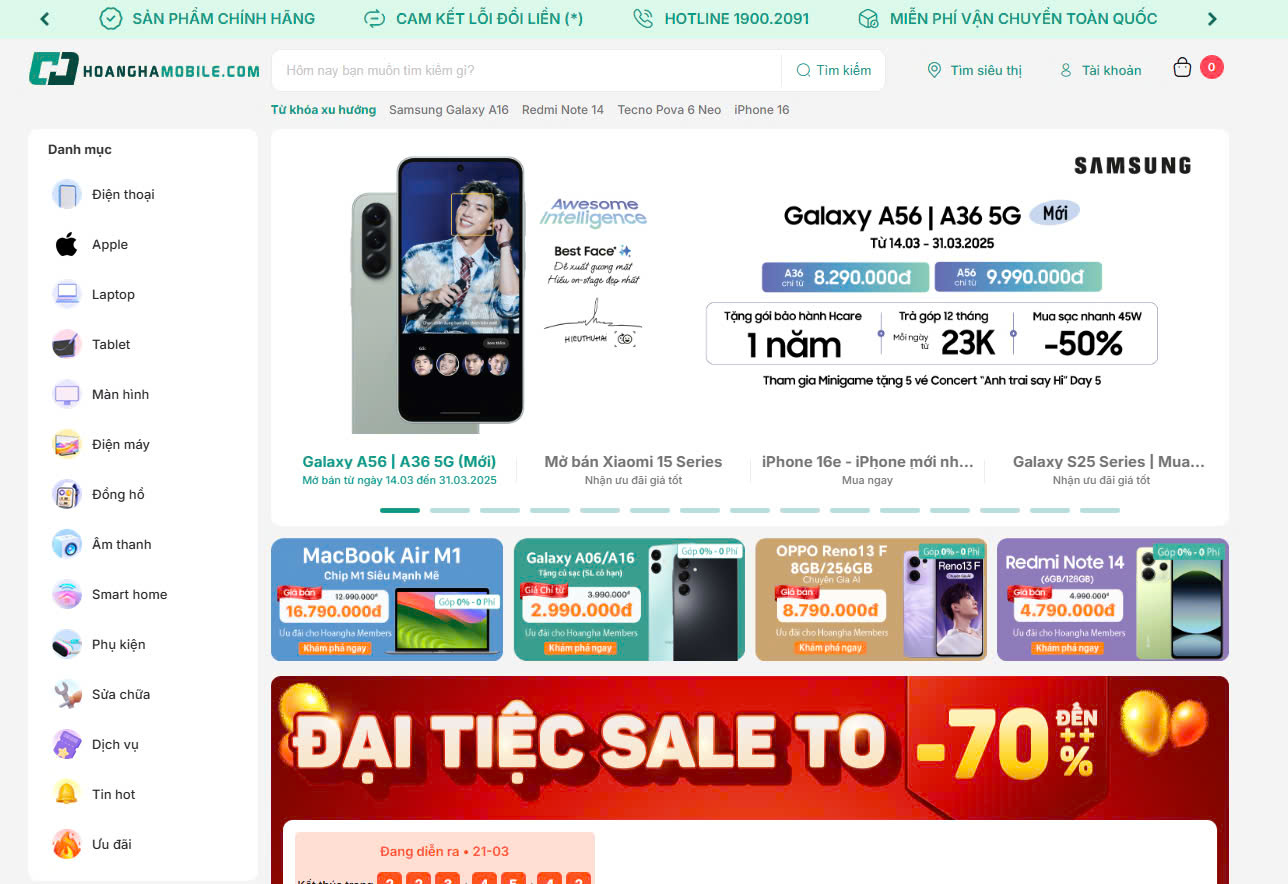 SẢN PHẨM CHÍNH HÃNG
CAM KẾT LỖI ĐỔI LIỀN (*)
HOTLINE 1900.2091
MIỄN PHÍ VẬN CHUYỂN TOÀN QUỐC
HOANGHAMOBILE.COM
Hôm nay bạn muốn tìm kiếm gì?
Tìm kiếm
Tìm siêu thị
Tài khoản
0
Từ khóa xu hướng
Samsung Galaxy A16
Redmi Note 14
Tecno Pova 6 Neo
iPhone 16
Danh mục
Điện thoại
Apple
Laptop
Tablet
Màn hình
Điện máy
Đồng hồ
Âm thanh
Smart home
Phụ kiện
Sửa chữa
Dịch vụ
Tin hot
Ưu đãi
SAMSUNG
Awesome
Intelligence
Best Face
Đề xuất gương mặt
Hiếu on-stage đẹp nhất
HIEUTHUHAI
Galaxy A56 | A36 5G Mới
Từ 14.03 - 31.03.2025
A36 chỉ từ 8.290.000đ
A56 chỉ từ 9.990.000đ
Tặng gói bảo hành Hcare
1 năm
Trả góp 12 tháng
Mỗi ngày từ 23K
Mua sạc nhanh 45W
-50%
Tham gia Minigame tặng 5 vé Concert "Anh trai say Hi" Day 5
Galaxy A56 | A36 5G (Mới)
Mở bán từ ngày 14.03 đến 31.03.2025
Mở bán Xiaomi 15 Series
Nhận ưu đãi giá tốt
iPhone 16e - iPhone mới nh...
Mua ngay
Galaxy S25 Series | Mua...
Nhận ưu đãi giá tốt
MacBook Air M1
Chip M1 Siêu Mạnh Mẽ
Giá bán
12.990.000đ
16.790.000đ
Góp 0% - 0 Phí
Ưu đãi cho Hoangha Members
Khám phá ngay
Góp 0% - 0 Phí
Galaxy A06/A16
Tặng củ sạc (SL có hạn)
Giá Chỉ từ
3.990.000đ
2.990.000đ
Ưu đãi cho Hoangha Members
Khám phá ngay
OPPO Reno13 F
8GB/256GB
Chuyên Gia AI
Giá bán
8.790.000đ
Góp 0% - 0 Phí
Reno13 F
Ưu đãi cho Hoangha Members
Khám phá ngay
Góp 0% - 0 Phí
Redmi Note 14
(6GB/128GB)
Giá bán
4.990.000đ
4.790.000đ
Ưu đãi cho Hoangha Members
Khám phá ngay
ĐẠI TIỆC SALE TO
ĐẾN
-70++%
Đang diễn ra • 21-03